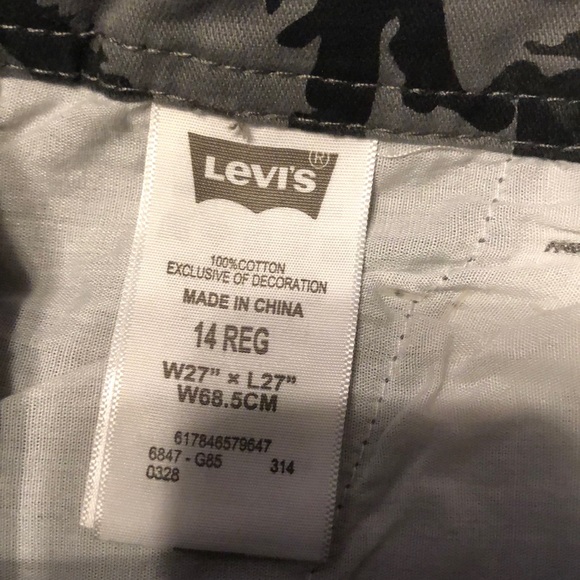 LEVI'S®
100%COTTON
EXCLUSIVE OF DECORATION
MADE IN CHINA
14 REG
W27" × L27"
W68.5CM
617846579647
6847 - G85 314
0328